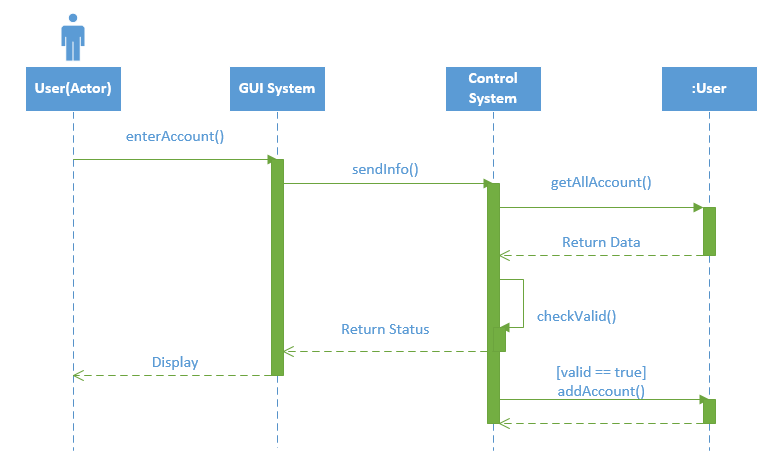 User(Actor)
GUI System
Control
System
:User
enterAccount()
sendInfo()
getAllAccount()
Return Data
checkValid()
Return Status
Display
[valid == true]
addAccount()